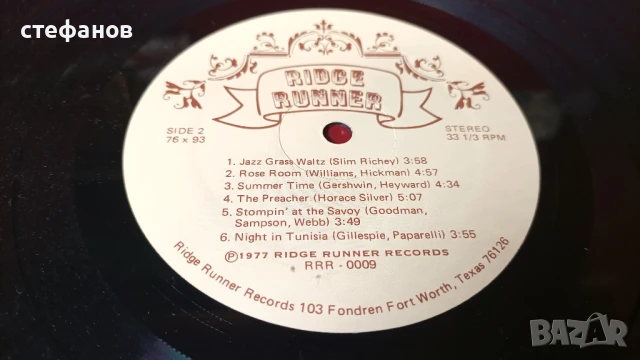 стефанов
RIDGE
RUNNER
SIDE 2
76 x 93
STEREO
33 1/3 RPM
1. Jazz Grass Waltz (Slim Richey) 3:58
2. Rose Room (Williams, Hickman) 4:57
3. Summer Time (Gershwin, Heyward) 4:34
4. The Preacher (Horace Silver) 5:07
5. Stompin' at the Savoy (Goodman,
Sampson, Webb) 3:49
6. Night in Tunisia (Gillespie, Paparelli) 3:55
Ⓟ1977 RIDGE RUNNER RECORDS
RRR - 0009
Ridge Runner Records 103 Fondren Fort Worth, Texas 76126
BAZAR